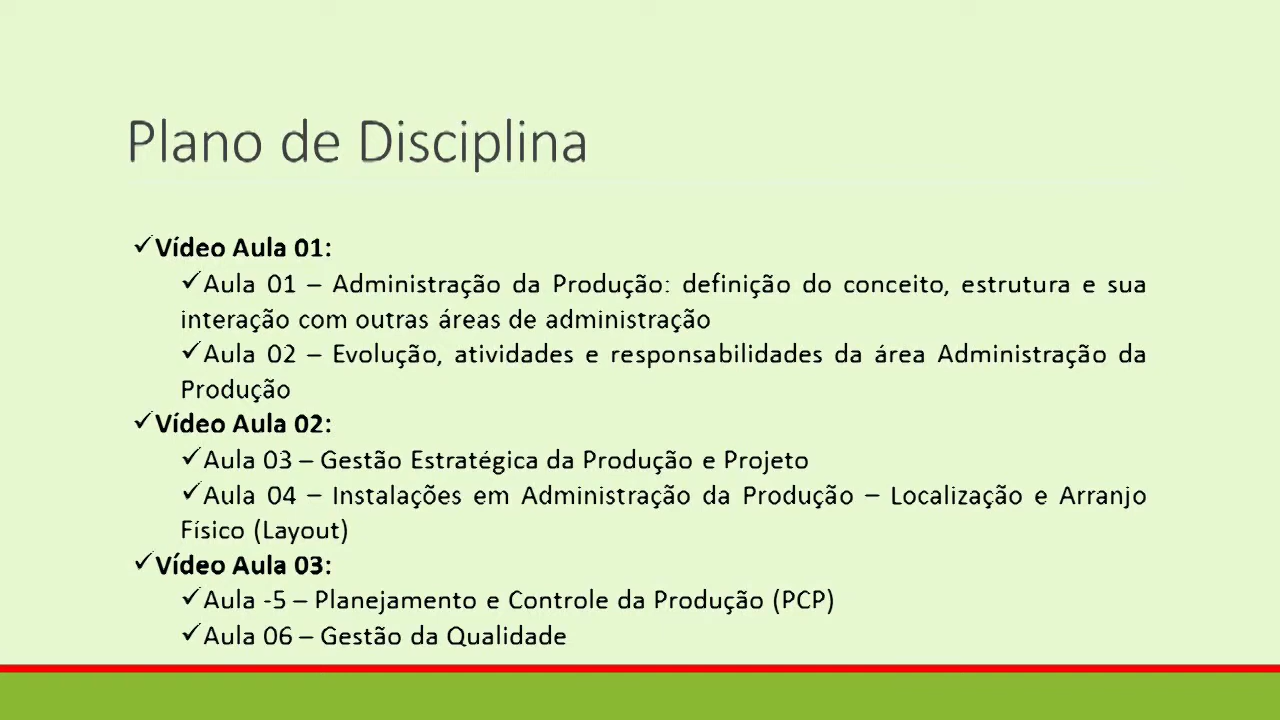 Plano de Disciplina
✓Vídeo Aula 01:
✓Aula 01 – Administração da Produção: definição do conceito, estrutura e sua
interação com outras áreas de administração
✓Aula 02 – Evolução, atividades e responsabilidades da área Administração da
Produção
✓Vídeo Aula 02:
✓Aula 03 – Gestão Estratégica da Produção e Projeto
✓Aula 04 – Instalações em Administração da Produção – Localização e Arranjo
Físico (Layout)
✓Vídeo Aula 03:
✓Aula -5 – Planejamento e Controle da Produção (PCP)
✓Aula 06 – Gestão da Qualidade